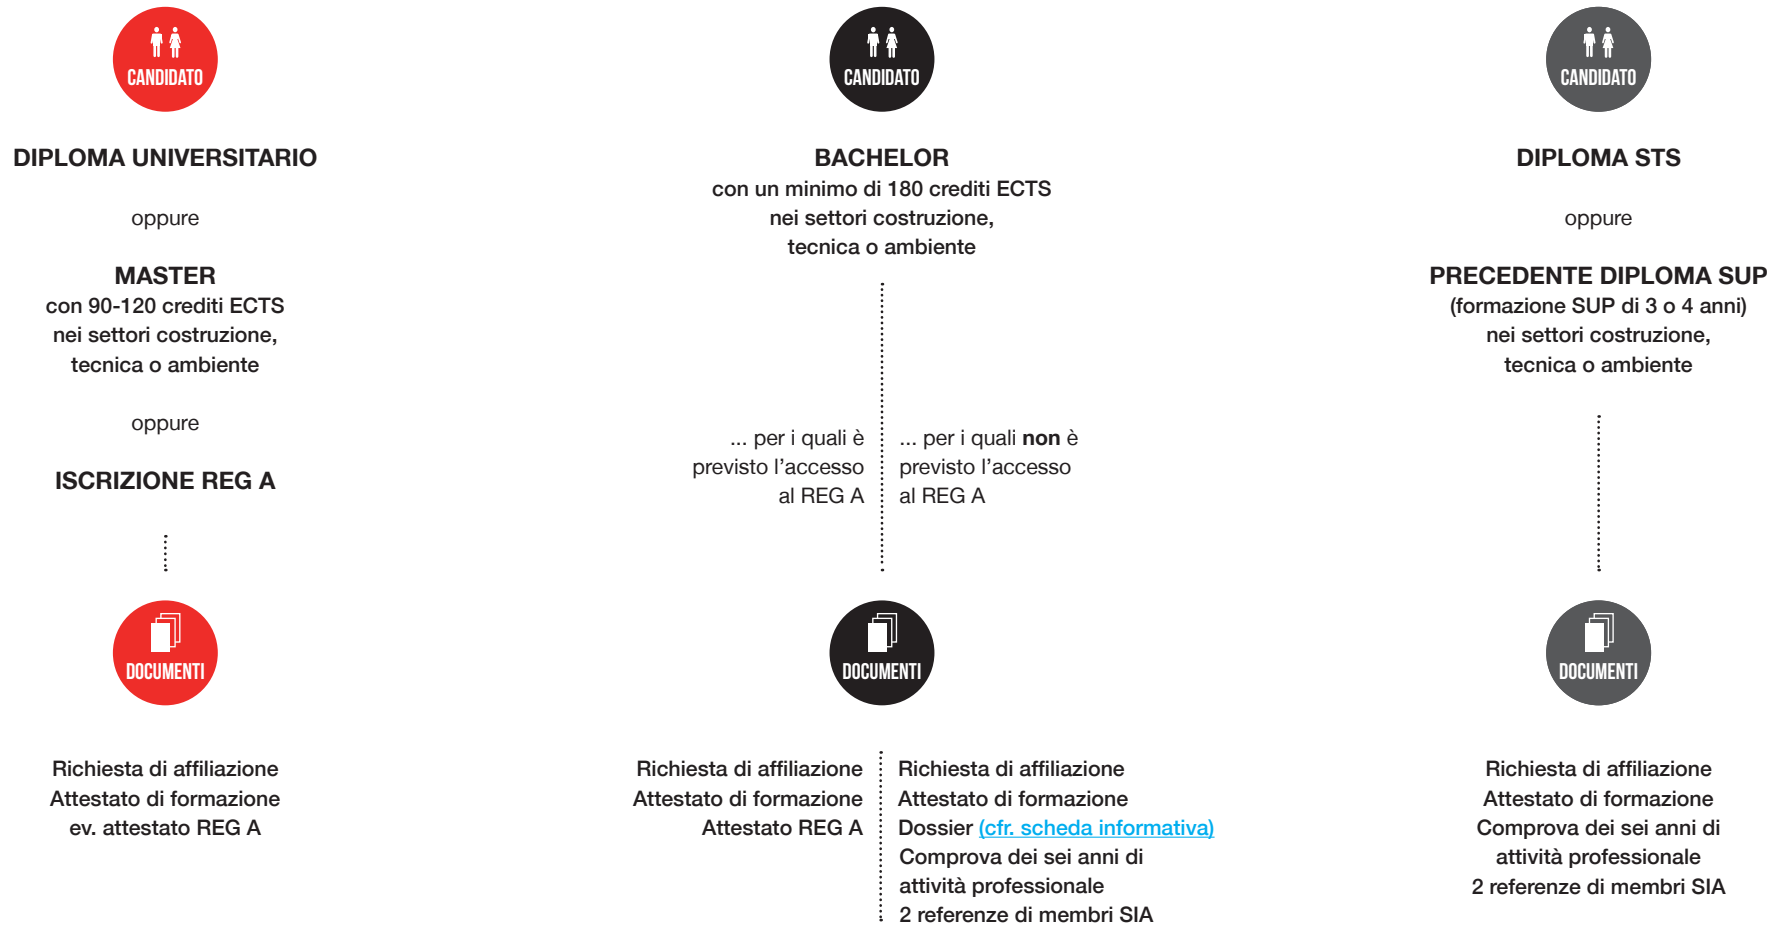 CANDIDATO
DIPLOMA UNIVERSITARIO
oppure
MASTER
con 90-120 crediti ECTS
nei settori costruzione,
tecnica o ambiente
oppure
ISCRIZIONE REG A
DOCUMENTI
Richiesta di affiliazione
Attestato di formazione
ev. attestato REG A
CANDIDATO
BACHELOR
con un minimo di 180 crediti ECTS
nei settori costruzione,
tecnica o ambiente
... per i quali è
previsto l'accesso
al REG A
... per i quali non è
previsto l'accesso
al REG A
DOCUMENTI
Richiesta di affiliazione
Attestato di formazione
Attestato REG A
Richiesta di affiliazione
Attestato di formazione
Dossier (cfr. scheda informativa)
Comprova dei sei anni di
attività professionale
2 referenze di membri SIA
CANDIDATO
DIPLOMA STS
oppure
PRECEDENTE DIPLOMA SUP
(formazione SUP di 3 o 4 anni)
nei settori costruzione,
tecnica o ambiente
DOCUMENTI
Richiesta di affiliazione
Attestato di formazione
Comprova dei sei anni di
attività professionale
2 referenze di membri SIA